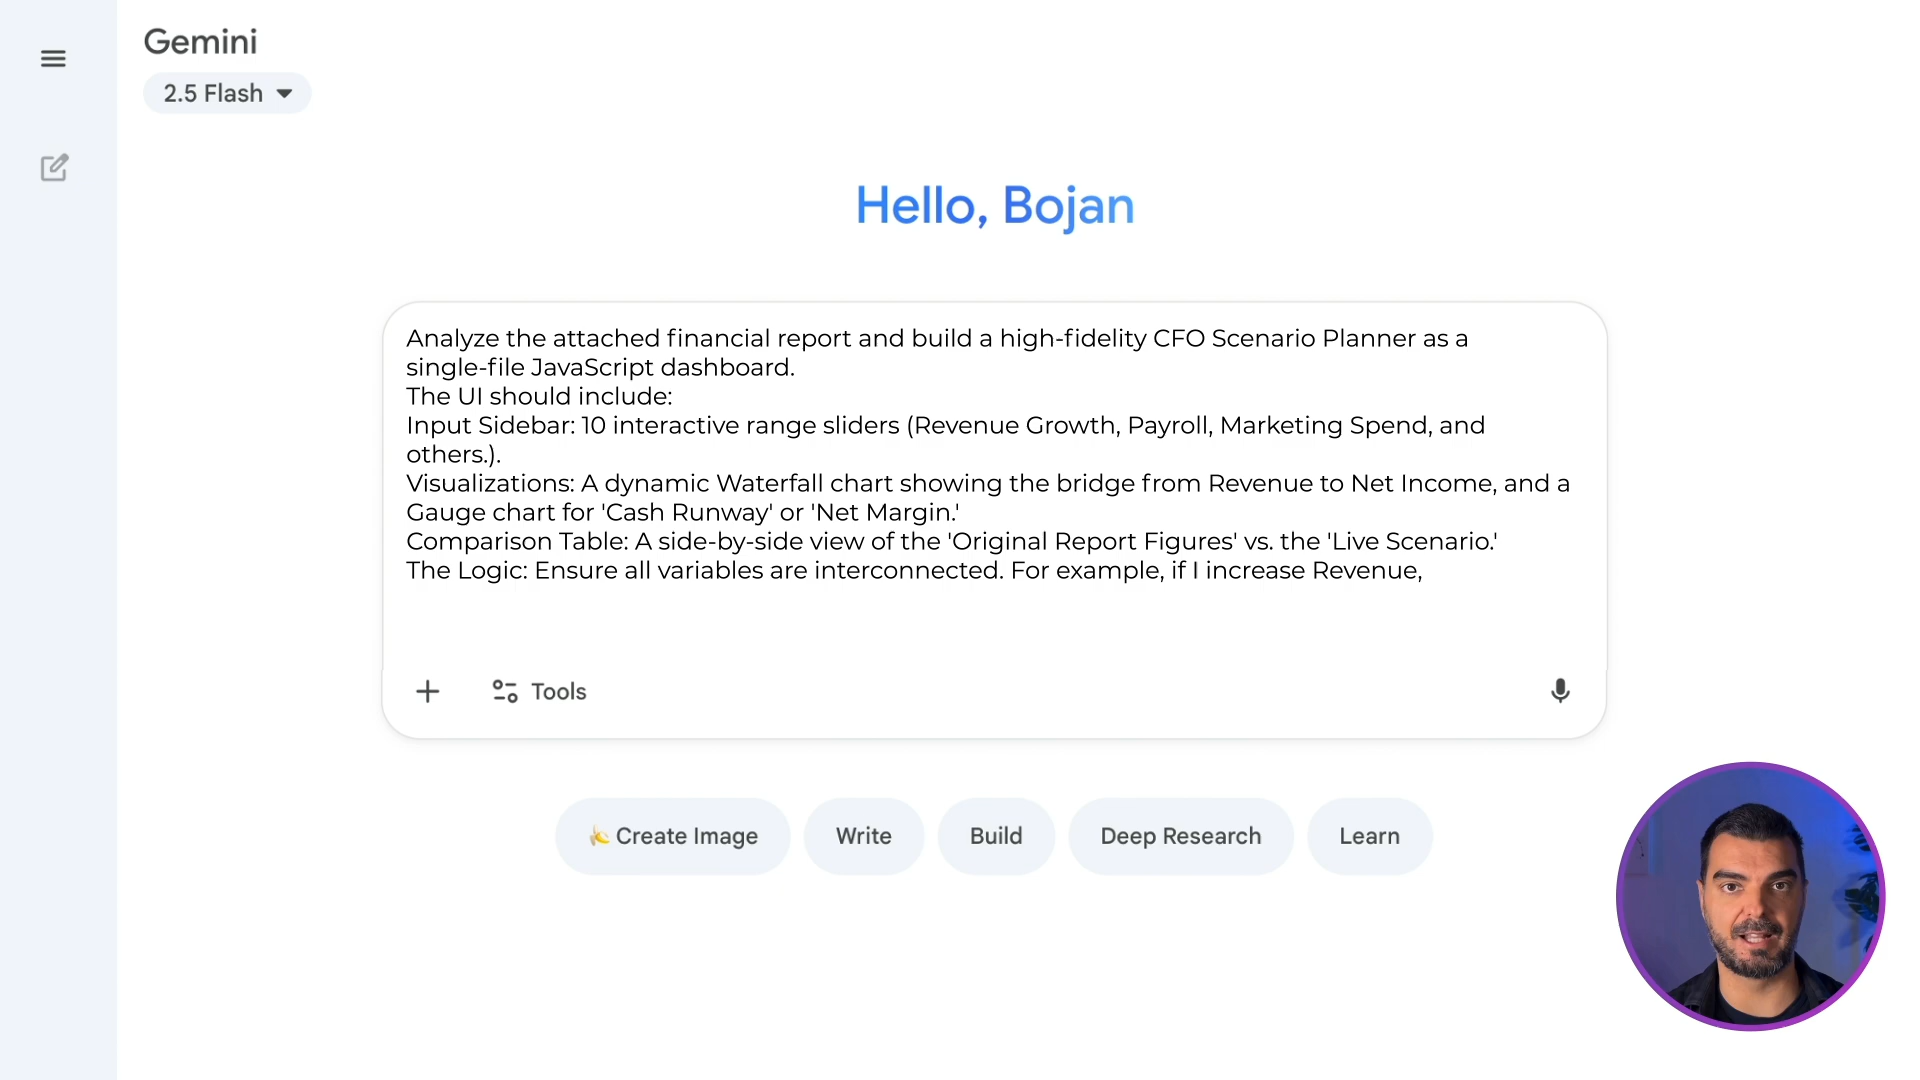 Gemini
2.5 Flash
Hello, Bojan
Analyze the attached financial report and build a high-fidelity CFO Scenario Planner as a
single-file JavaScript dashboard.
The UI should include:
Input Sidebar: 10 interactive range sliders (Revenue Growth, Payroll, Marketing Spend, and
others.).
Visualizations: A dynamic Waterfall chart showing the bridge from Revenue to Net Income, and a
Gauge chart for 'Cash Runway' or 'Net Margin.'
Comparison Table: A side-by-side view of the 'Original Report Figures' vs. the 'Live Scenario.'
The Logic: Ensure all variables are interconnected. For example, if I increase Revenue,
Tools
Create Image
Write
Build
Deep Research
Learn